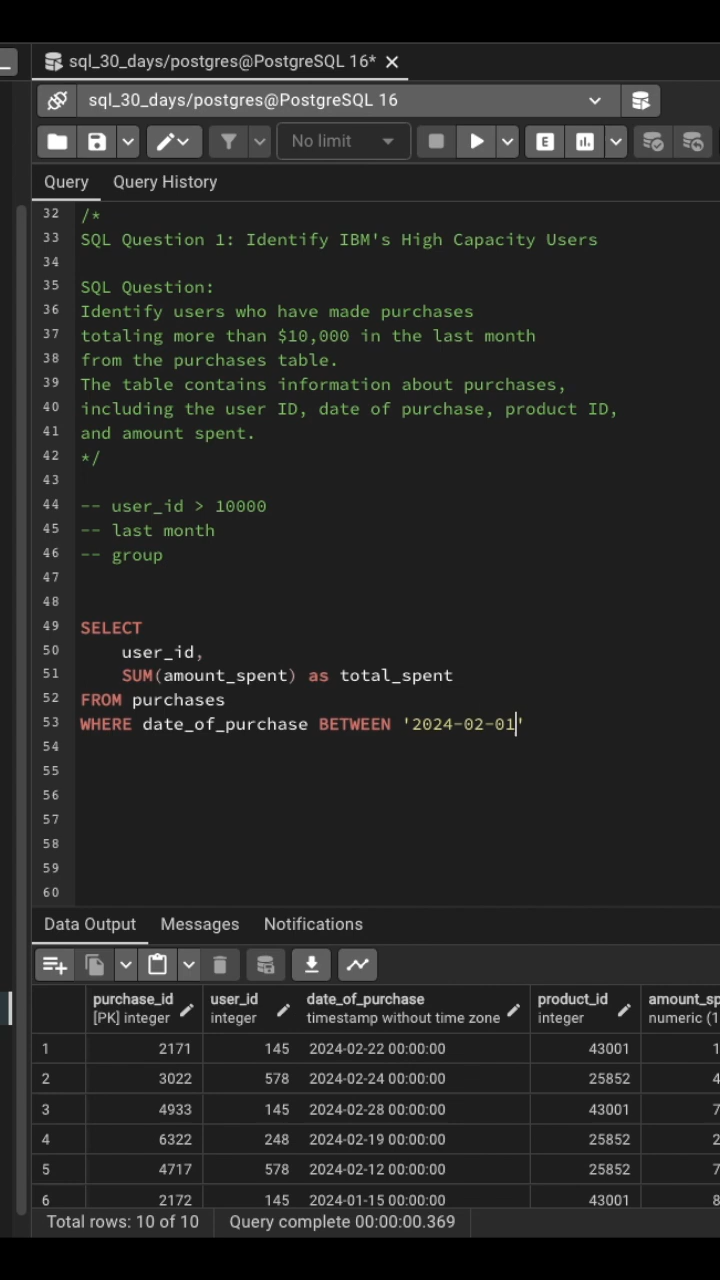 sql_30_days/postgres@PostgreSQL 16*
sql_30_days/postgres@PostgreSQL 16
No limit
E
Query Query History
32 /*
33 SQL Question 1: Identify IBM's High Capacity Users
34
35 SQL Question:
36 Identify users who have made purchases
37 totaling more than $10,000 in the last month
38 from the purchases table.
39 The table contains information about purchases,
40 including the user ID, date of purchase, product ID,
41 and amount spent.
42 */
43
44 -- user_id > 10000
45 -- last month
46 -- group
47
48
49 SELECT
50 user_id,
51 SUM(amount_spent) as total_spent
52 FROM purchases
53 WHERE date_of_purchase BETWEEN '2024-02-01'
54
55
56
57
58
59
60
Data Output Messages Notifications
purchase_id user_id date_of_purchase product_id amount_sp
[PK] integer integer timestamp without time zone integer numeric (1
1 2171 145 2024-02-22 00:00:00 43001 1
2 3022 578 2024-02-24 00:00:00 25852 4
3 4933 145 2024-02-28 00:00:00 43001 7
4 6322 248 2024-02-19 00:00:00 25852 2
5 4717 578 2024-02-12 00:00:00 25852 7
6 2172 145 2024-01-15 00:00:00 43001 8
Total rows: 10 of 10 Query complete 00:00:00.369